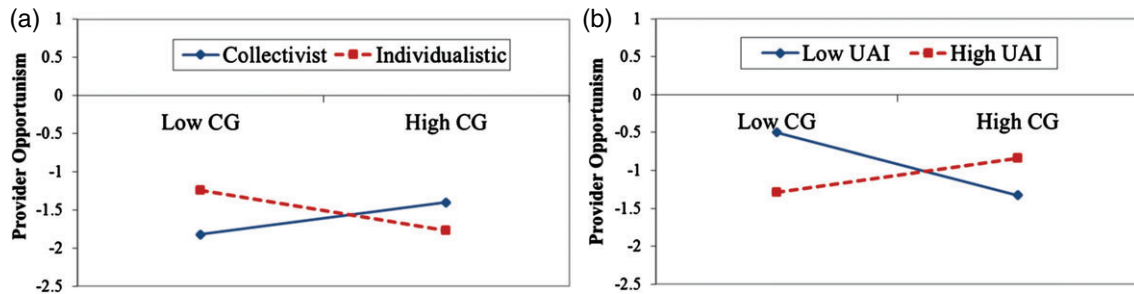 (a)
Provider Opportunism
1
0.5
0
-0.5
-1
-1.5
-2
-2.5
Collectivist Individualistic
Low CG High CG
(b)
Provider Opportunism
1
0.5
0
-0.5
-1
-1.5
-2
-2.5
Low UAI High UAI
Low CG High CG